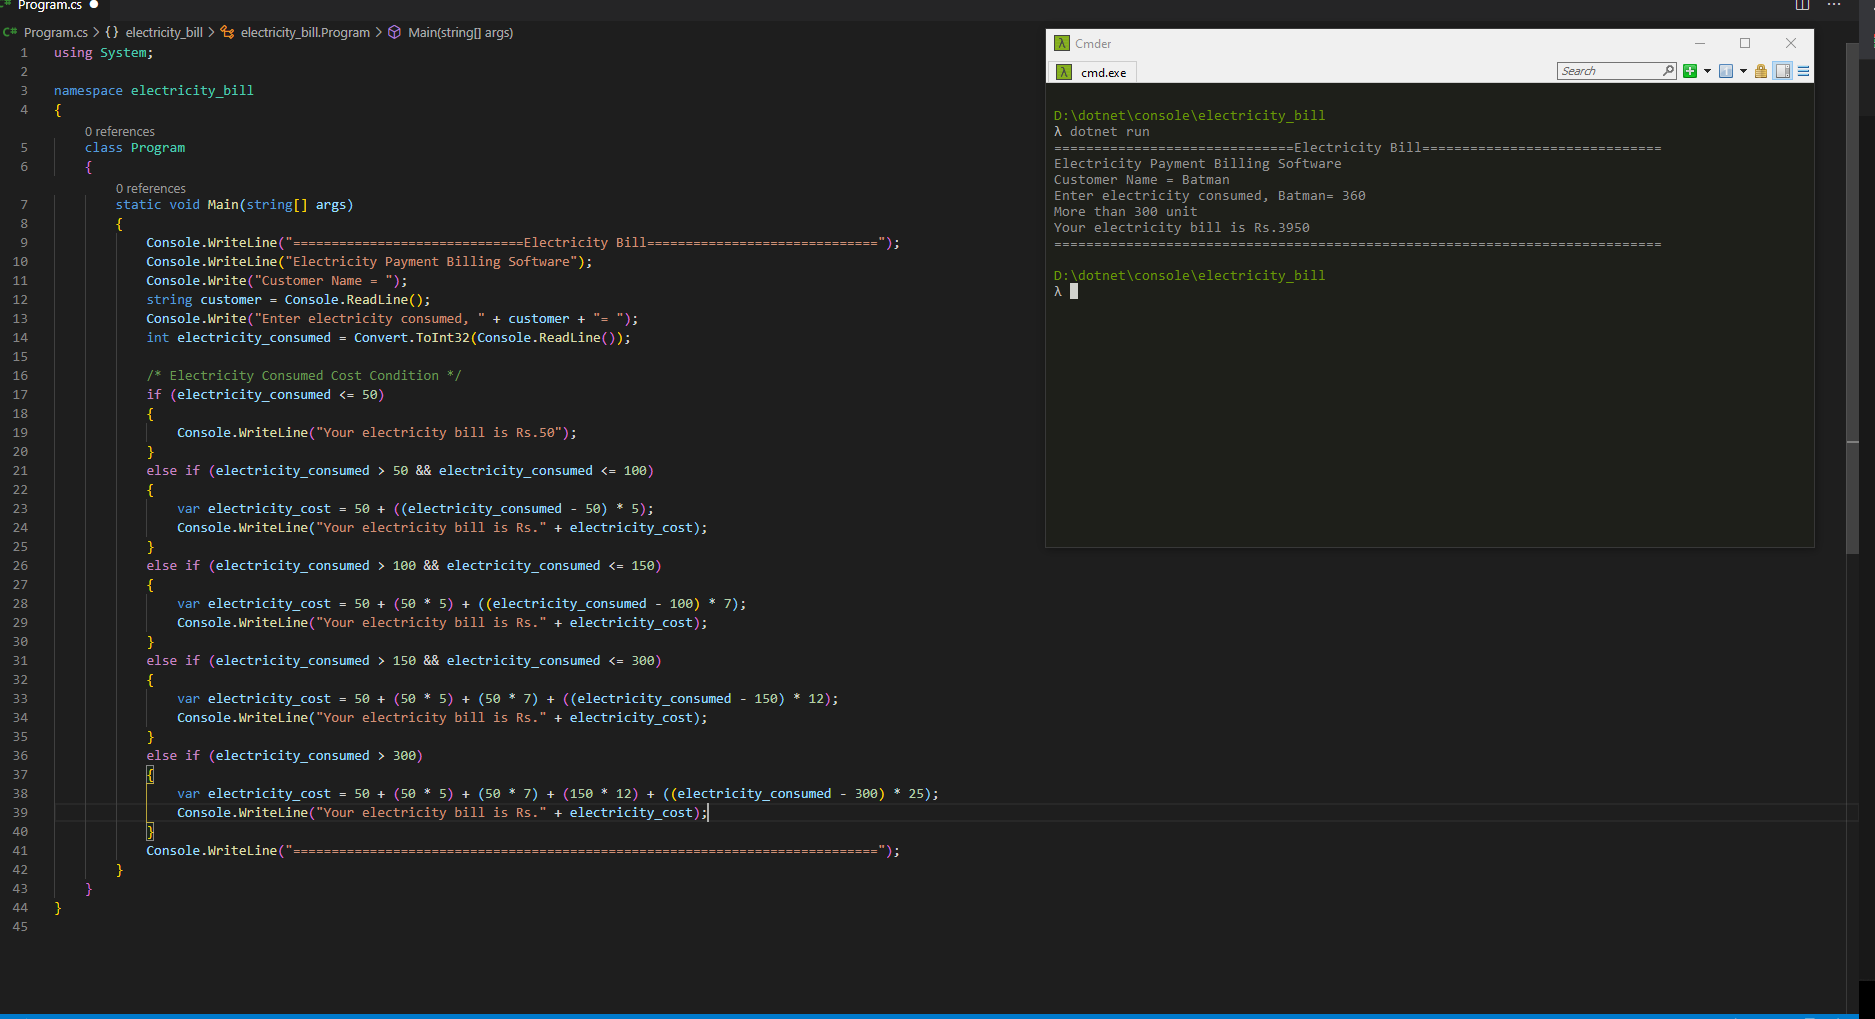 Program.cs
Program.cs > {} electricity_bill > electricity_bill.Program > Main(string[] args)
1 using System;
2
3 namespace electricity_bill
4 {
0 references
5 class Program
6 {
0 references
7 static void Main(string[] args)
8 {
9 Console.WriteLine("==============================Electricity Bill==============================");
10 Console.WriteLine("Electricity Payment Billing Software");
11 Console.Write("Customer Name = ");
12 string customer = Console.ReadLine();
13 Console.Write("Enter electricity consumed, " + customer + "= ");
14 int electricity_consumed = Convert.ToInt32(Console.ReadLine());
15
16 /* Electricity Consumed Cost Condition */
17 if (electricity_consumed <= 50)
18 {
19 Console.WriteLine("Your electricity bill is Rs.50");
20 }
21 else if (electricity_consumed > 50 && electricity_consumed <= 100)
22 {
23 var electricity_cost = 50 + ((electricity_consumed - 50) * 5);
24 Console.WriteLine("Your electricity bill is Rs." + electricity_cost);
25 }
26 else if (electricity_consumed > 100 && electricity_consumed <= 150)
27 {
28 var electricity_cost = 50 + (50 * 5) + ((electricity_consumed - 100) * 7);
29 Console.WriteLine("Your electricity bill is Rs." + electricity_cost);
30 }
31 else if (electricity_consumed > 150 && electricity_consumed <= 300)
32 {
33 var electricity_cost = 50 + (50 * 5) + (50 * 7) + ((electricity_consumed - 150) * 12);
34 Console.WriteLine("Your electricity bill is Rs." + electricity_cost);
35 }
36 else if (electricity_consumed > 300)
37 {
38 var electricity_cost = 50 + (50 * 5) + (50 * 7) + (150 * 12) + ((electricity_consumed - 300) * 25);
39 Console.WriteLine("Your electricity bill is Rs." + electricity_cost);
40 }
41 Console.WriteLine("============================================================================");
42 }
43 }
44 }
45
Cmder
cmd.exe
Search
D:\dotnet\console\electricity_bill
λ dotnet run
==============================Electricity Bill==============================
Electricity Payment Billing Software
Customer Name = Batman
Enter electricity consumed, Batman= 360
More than 300 unit
Your electricity bill is Rs.3950
============================================================================
D:\dotnet\console\electricity_bill
λ